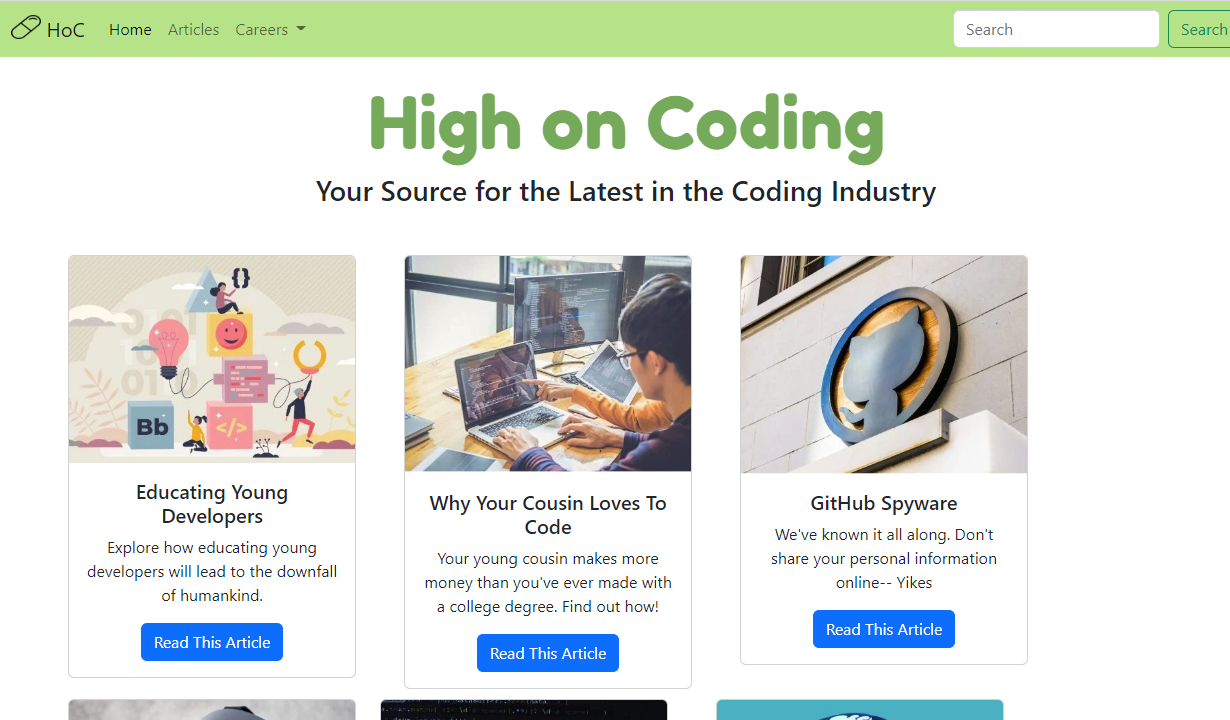 HoC Home Articles Careers Search Search
High on Coding
Your Source for the Latest in the Coding Industry
{}
Bb
</>
Educating Young
Developers
Explore how educating young
developers will lead to the downfall
of humankind.
Read This Article
Why Your Cousin Loves To
Code
Your young cousin makes more
money than you've ever made with
a college degree. Find out how!
Read This Article
GitHub Spyware
We've known it all along. Don't
share your personal information
online-- Yikes
Read This Article